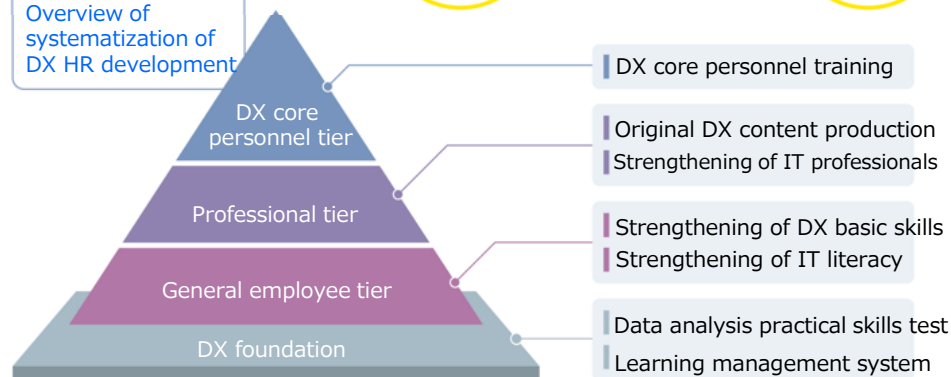 Overview of
systematization of
DX HR development
DX core
personnel tier
Professional tier
General employee tier
DX foundation
DX core personnel training
Original DX content production
Strengthening of IT professionals
Strengthening of DX basic skills
Strengthening of IT literacy
Data analysis practical skills test
Learning management system